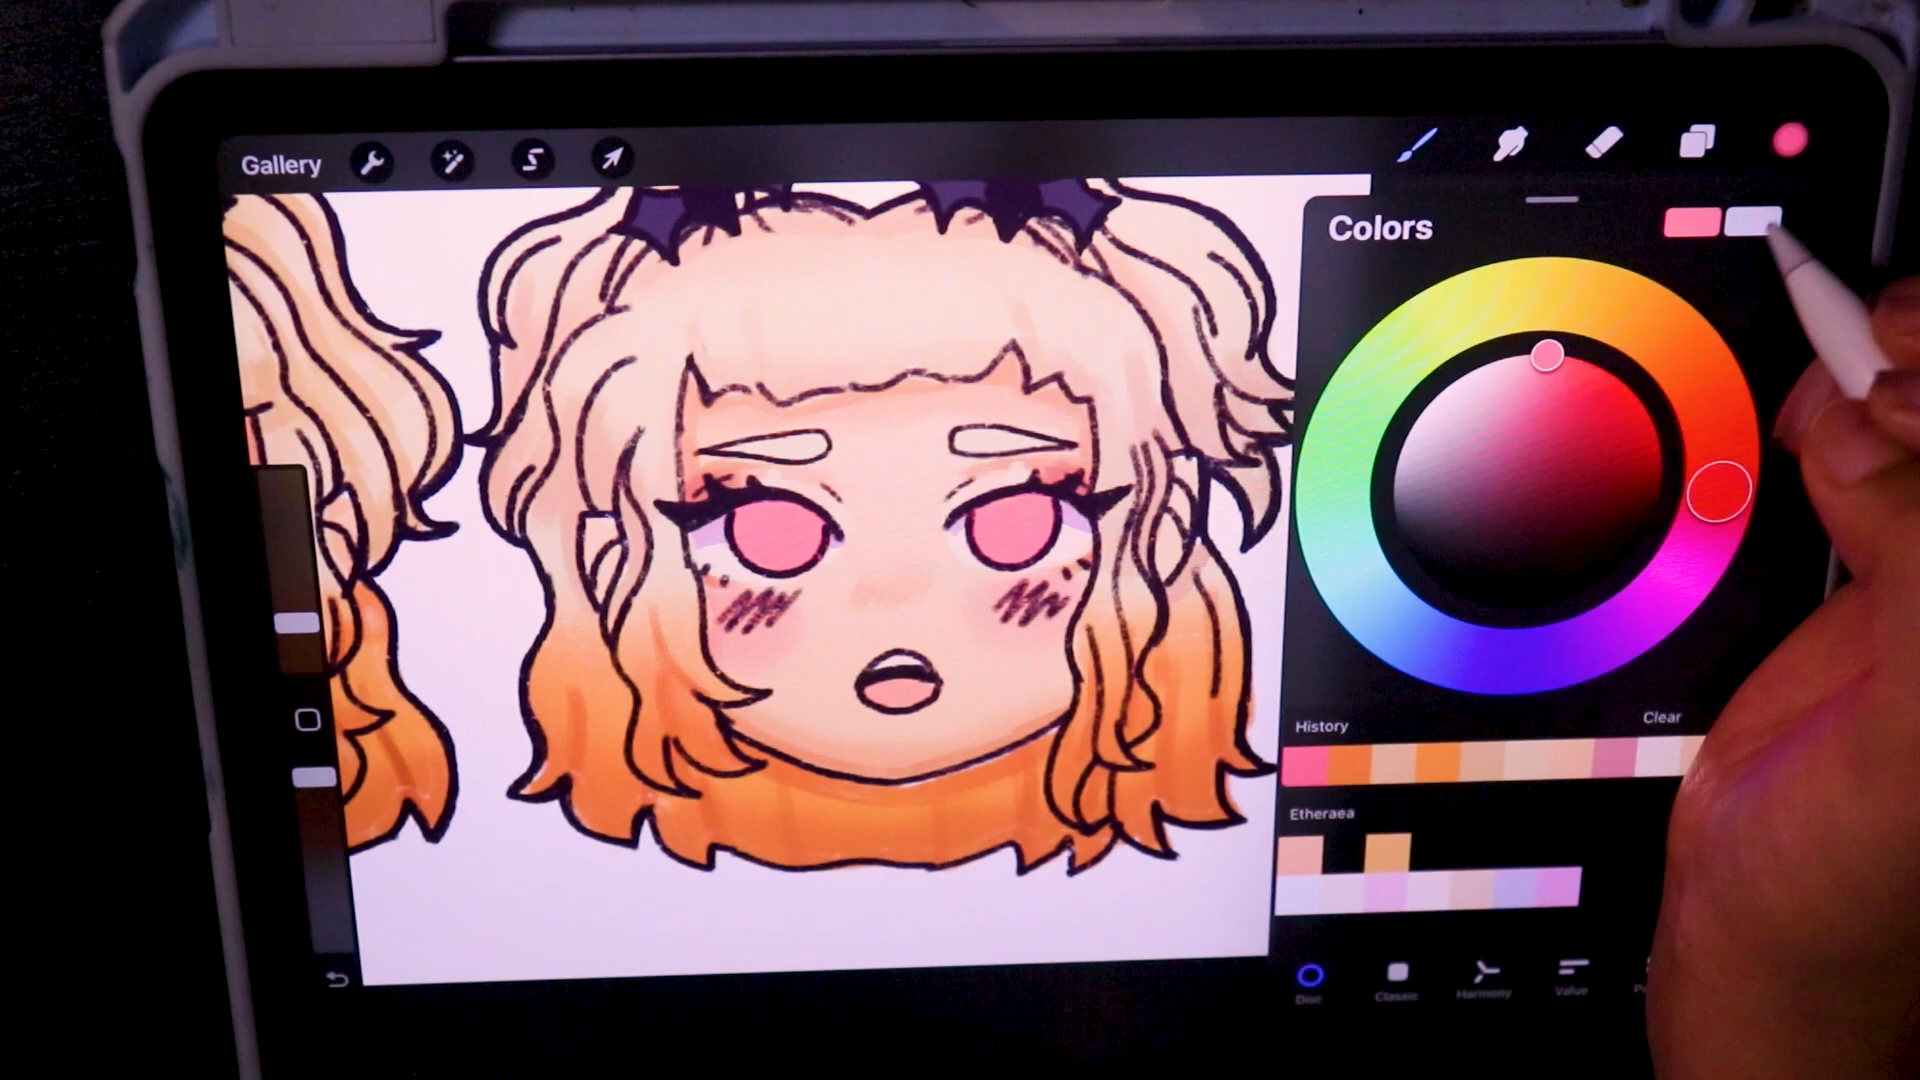 Gallery
Colors
History
Clear
Etheraea
Disc
Classic
Harmony
Value